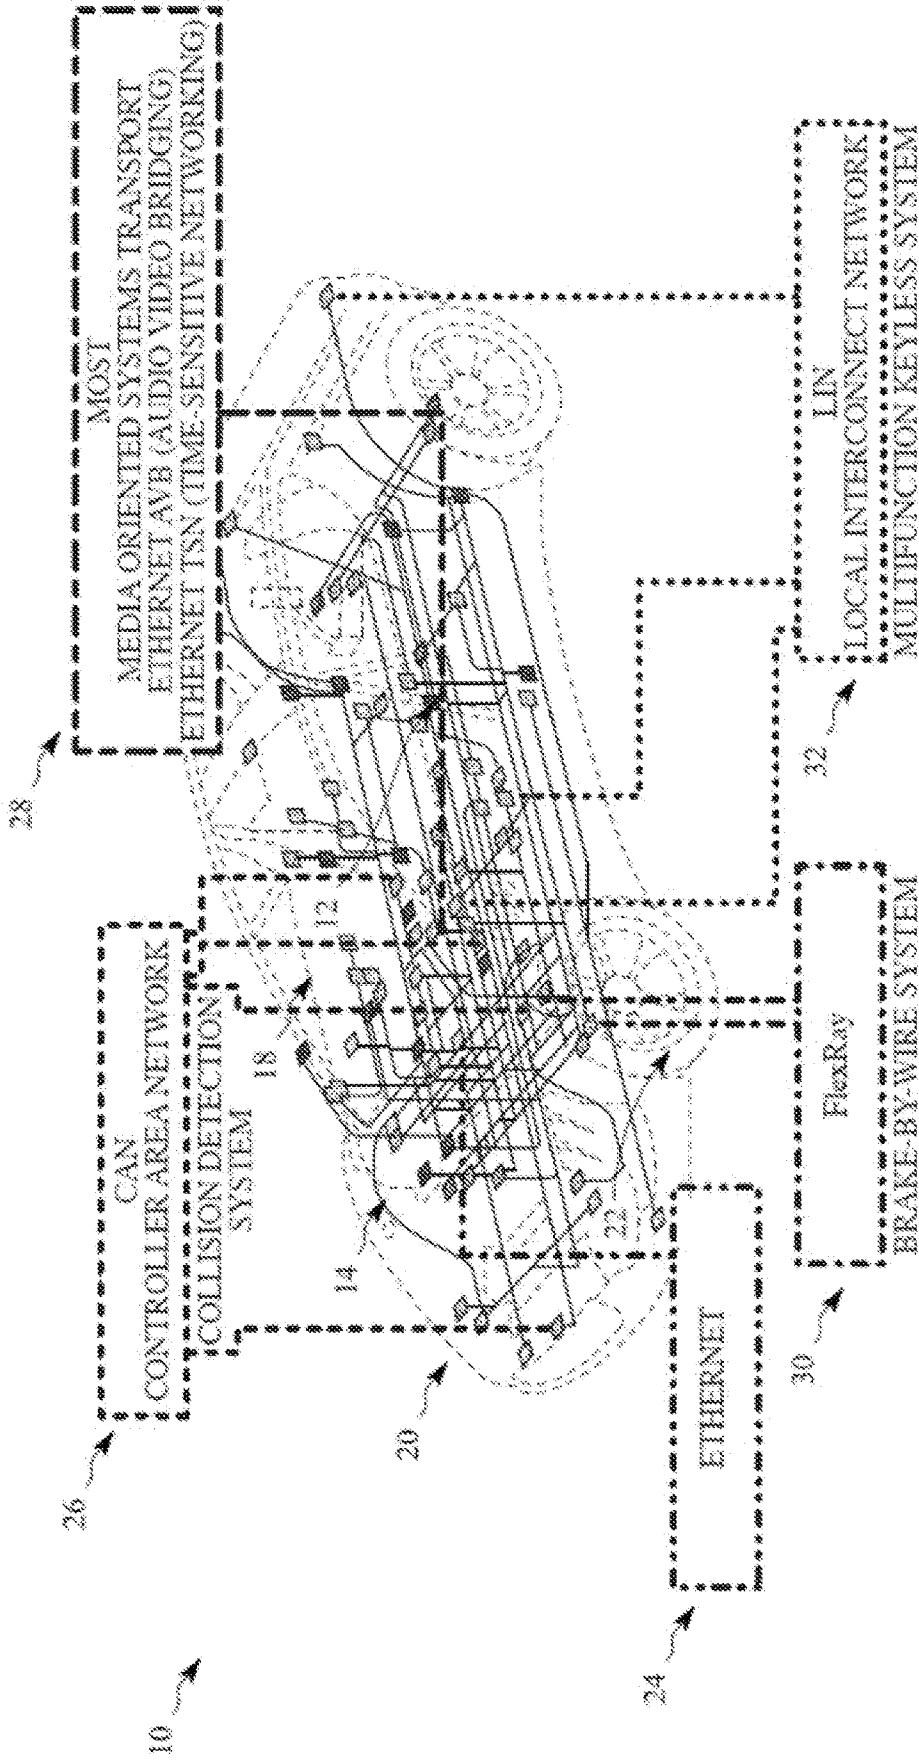 10
26
CAN
CONTROLLER AREA NETWORK
COLLISION DETECTION
SYSTEM
28
MOST
MEDIA ORIENTED SYSTEMS TRANSPORT
ETHERNET AVB (AUDIO VIDEO BRIDGING)
ETHERNET TSN (TIME-SENSITIVE NETWORKING)
18
12
14
20
22
24
ETHERNET
30
FlexRay
BRAKE-BY-WIRE SYSTEM
32
LIN
LOCAL INTERCONNECT NETWORK
MULTIFUNCTION KEYLESS SYSTEM